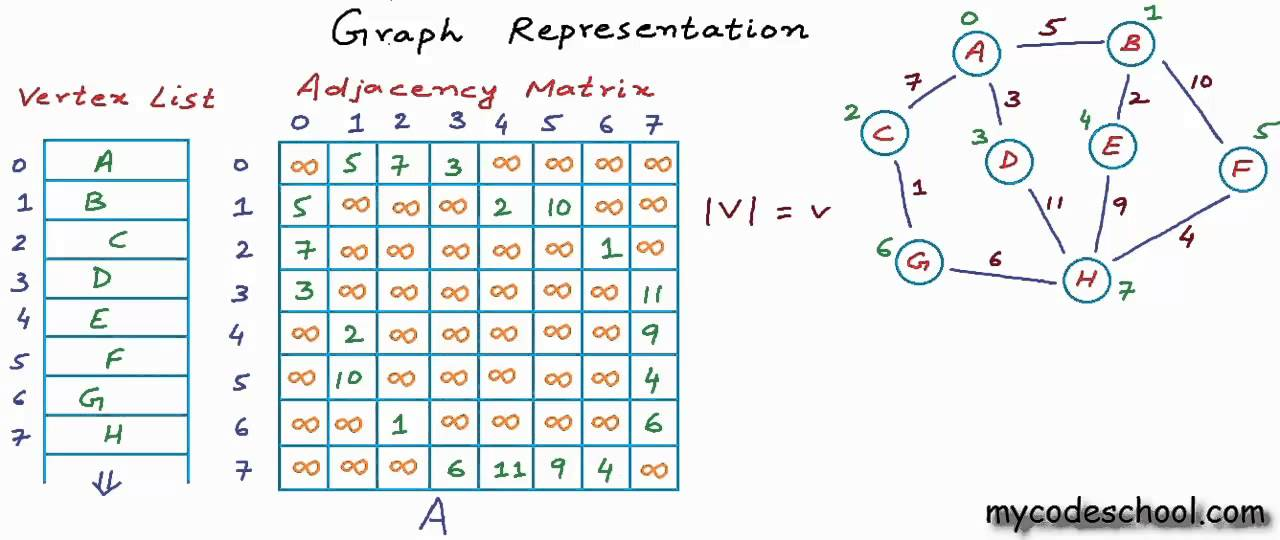 Graph Representation
Vertex List
Adjacency Matrix
0 1 2 3 4 5 6 7
0 A
1 B
2 C
3 D
4 E
5 F
6 G
7 H
0 ∞ 5 7 3 ∞ ∞ ∞ ∞
1 5 ∞ ∞ ∞ 2 10 ∞ ∞
2 7 ∞ ∞ ∞ ∞ ∞ 1 ∞
3 3 ∞ ∞ ∞ ∞ ∞ ∞ 11
4 ∞ 2 ∞ ∞ ∞ ∞ ∞ 9
5 ∞ 10 ∞ ∞ ∞ ∞ ∞ 4
6 ∞ ∞ 1 ∞ ∞ ∞ ∞ 6
7 ∞ ∞ ∞ 6 11 9 4 ∞
A
|V| = v
0 1
A 5 B
7 3 2 10
2 C 3 D 4 E 5 F
1 11 9 4
6 G 6 H 7
mycodeschool.com